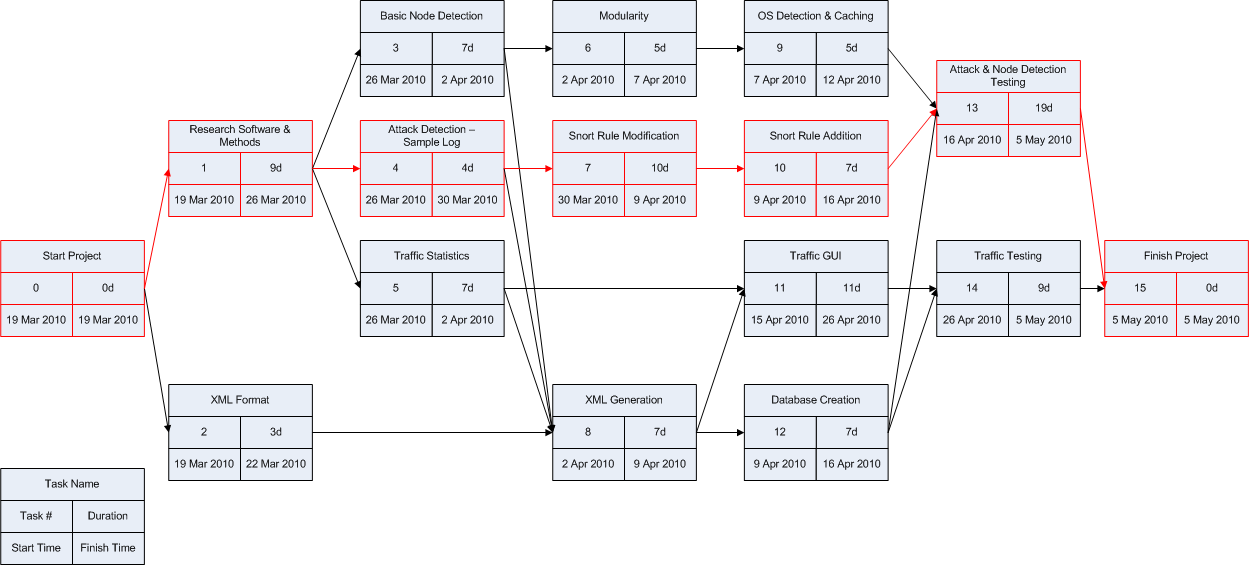 Basic Node Detection
3 7d
26 Mar 2010 2 Apr 2010
Modularity
6 5d
2 Apr 2010 7 Apr 2010
OS Detection & Caching
9 5d
7 Apr 2010 12 Apr 2010
Attack & Node Detection
Testing
13 19d
16 Apr 2010 5 May 2010
Research Software &
Methods
1 9d
19 Mar 2010 26 Mar 2010
Attack Detection –
Sample Log
4 4d
26 Mar 2010 30 Mar 2010
Snort Rule Modification
7 10d
30 Mar 2010 9 Apr 2010
Snort Rule Addition
10 7d
9 Apr 2010 16 Apr 2010
Start Project
0 0d
19 Mar 2010 19 Mar 2010
Traffic Statistics
5 7d
26 Mar 2010 2 Apr 2010
Traffic GUI
11 11d
15 Apr 2010 26 Apr 2010
Traffic Testing
14 9d
26 Apr 2010 5 May 2010
Finish Project
15 0d
5 May 2010 5 May 2010
XML Format
2 3d
19 Mar 2010 22 Mar 2010
XML Generation
8 7d
2 Apr 2010 9 Apr 2010
Database Creation
12 7d
9 Apr 2010 16 Apr 2010
Task Name
Task # Duration
Start Time Finish Time